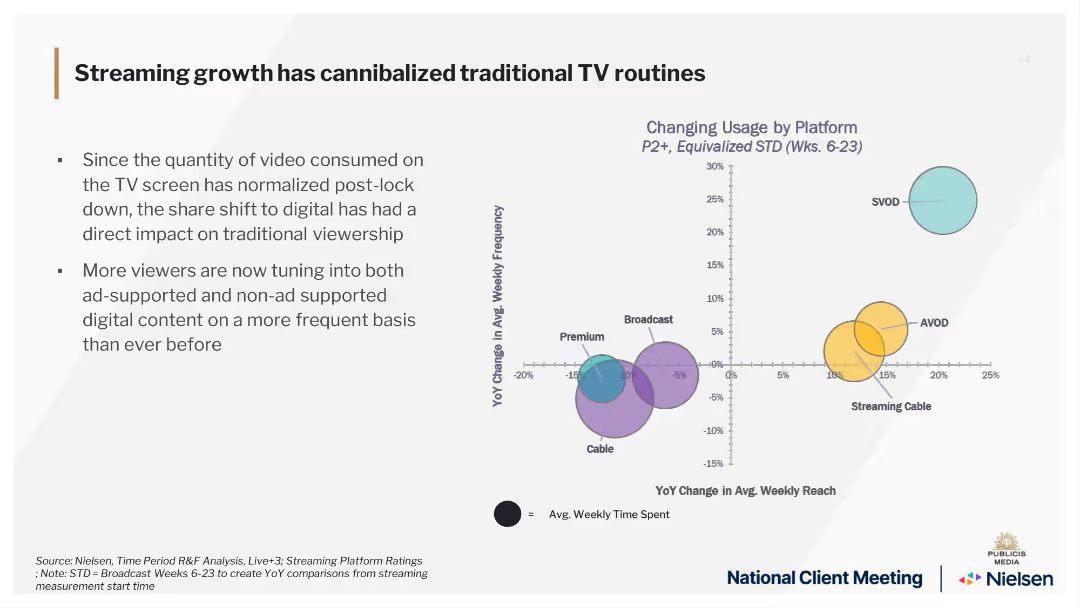 Streaming growth has cannibalized traditional TV routines
44
▪ Since the quantity of video consumed on
the TV screen has normalized post-lock
down, the share shift to digital has had a
direct impact on traditional viewership
▪ More viewers are now tuning into both
ad-supported and non-ad supported
digital content on a more frequent basis
than ever before
Changing Usage by Platform
P2+, Equivalized STD (Wks. 6-23)
YoY Change in Avg. Weekly Frequency
30%
25%
20%
15%
10%
5%
0%
-5%
-10%
-15%
-20%
-15%
-10%
-5%
0%
5%
10%
15%
20%
25%
SVOD
AVOD
Streaming Cable
Broadcast
Premium
Cable
YoY Change in Avg. Weekly Reach
= Avg. Weekly Time Spent
Source: Nielsen, Time Period R&F Analysis, Live+3; Streaming Platform Ratings
; Note: STD = Broadcast Weeks 6-23 to create YoY comparisons from streaming
measurement start time
PUBLICIS
MEDIA
National Client Meeting
Nielsen